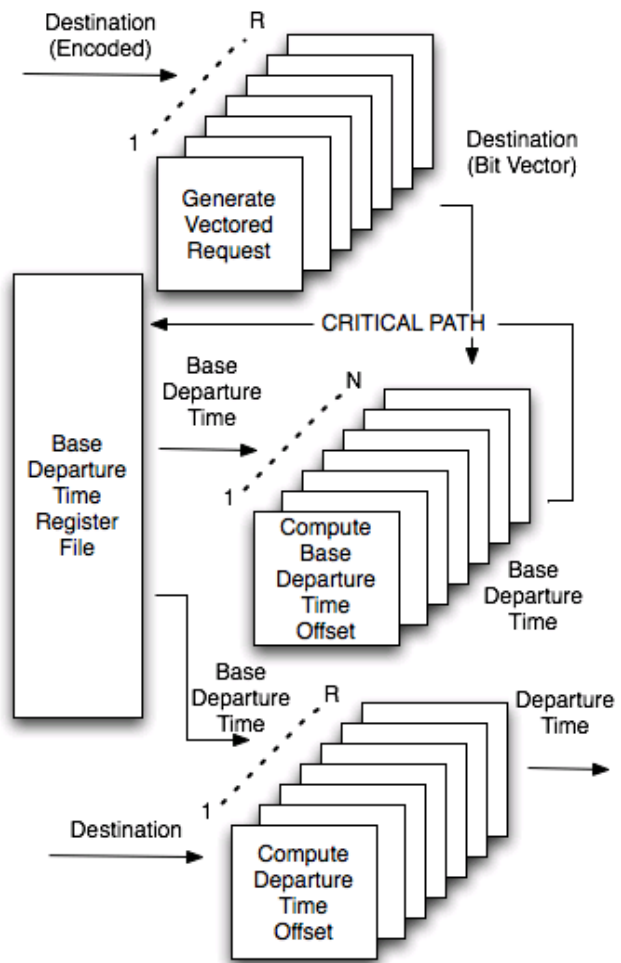 Destination
(Encoded)
R
1
Generate
Vectored
Request
Destination
(Bit Vector)
CRITICAL PATH
Base
Departure
Time
N
1
Base
Departure
Time
Register
File
Compute
Base
Departure
Time
Offset
Base
Departure
Time
Base
Departure
Time
R
1
Departure
Time
Destination
Compute
Departure
Time
Offset